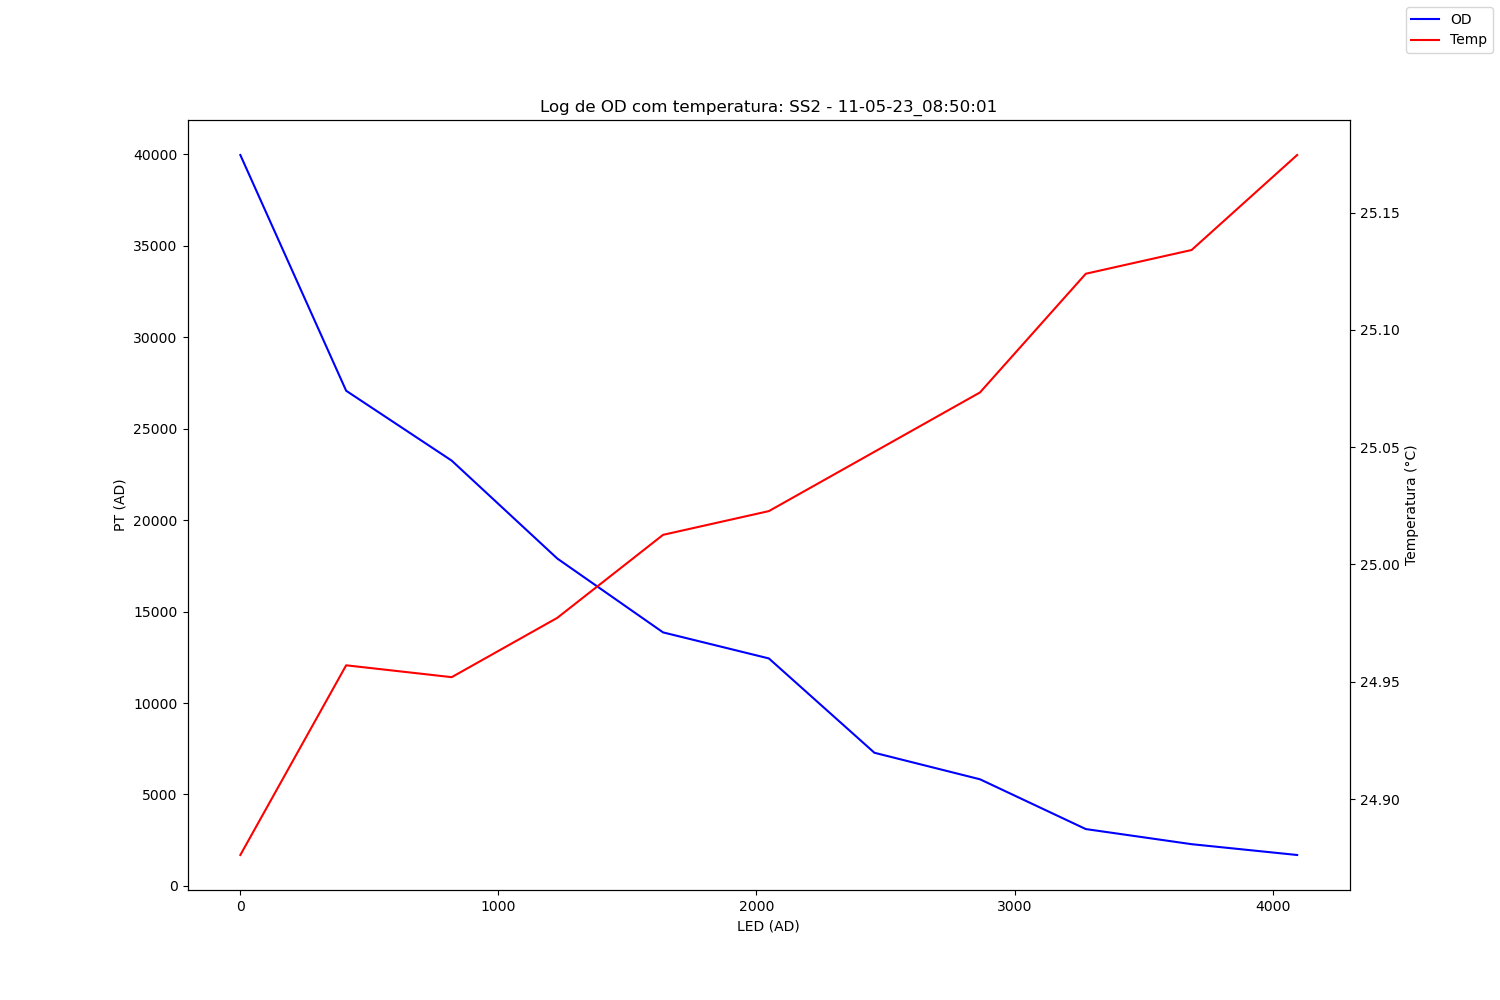 OD
Temp
Log de OD com temperatura: SS2 - 11-05-23_08:50:01
40000
35000
30000
25000
20000
15000
10000
5000
0
PT (AD)
25.15
25.10
25.05
25.00
24.95
24.90
Temperatura (°C)
0 1000 2000 3000 4000
LED (AD)